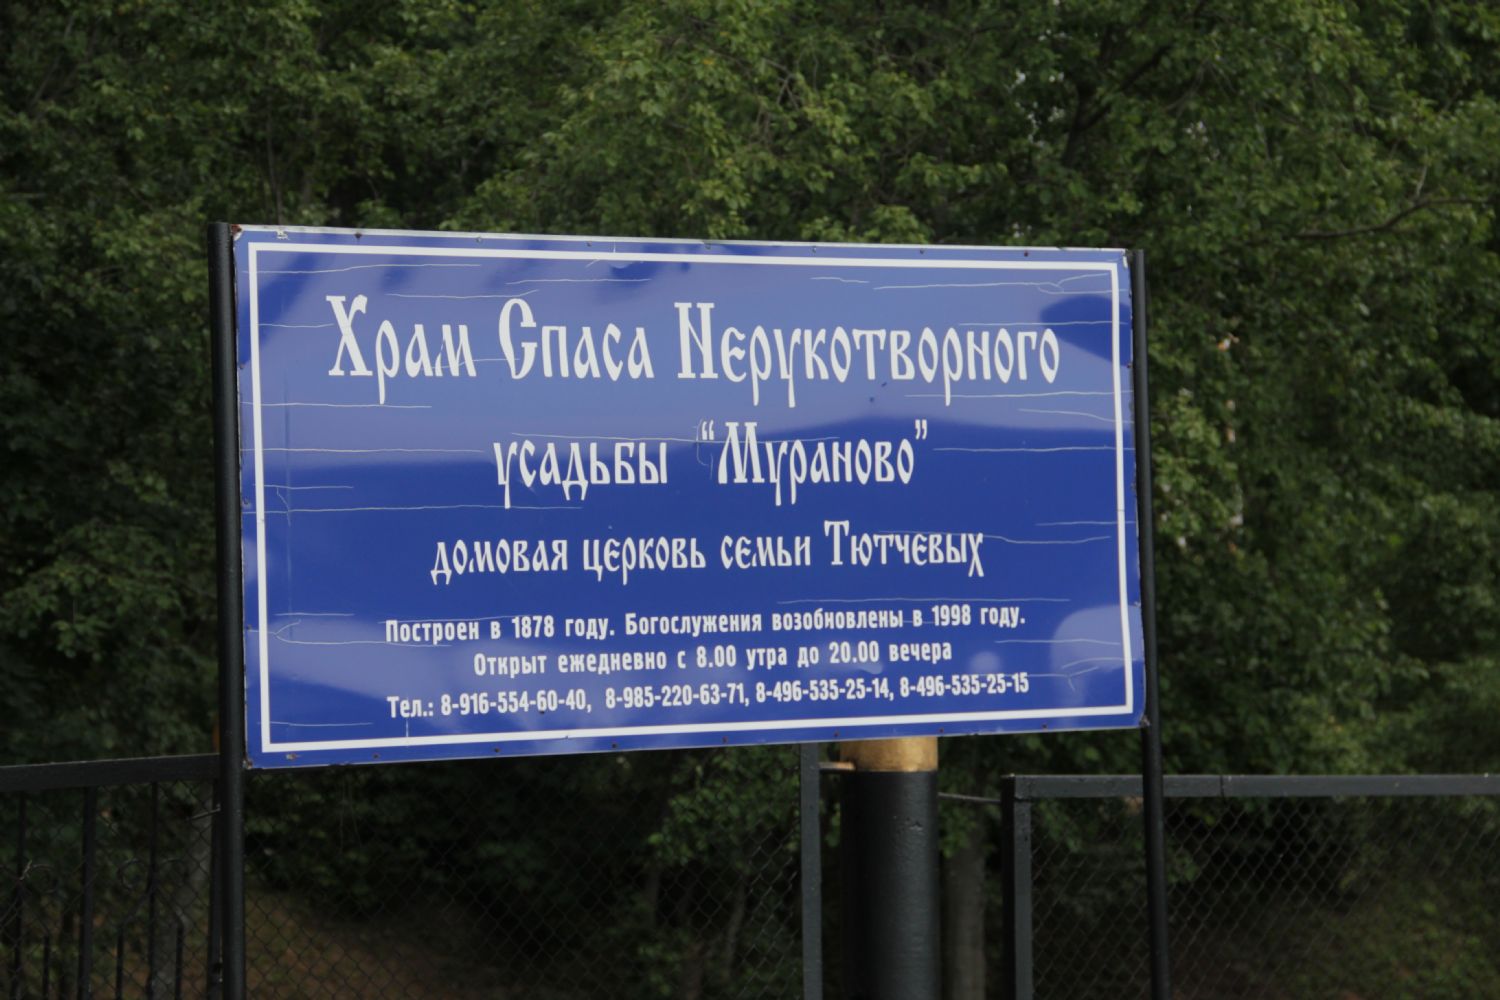 Храм Спаса Нерукотворного
усадьбы "Мураново"
домовая церковь семьи Тютчевых
Построен в 1878 году. Богослужения возобновлены в 1998 году.
Открыт ежедневно с 8.00 утра до 20.00 вечера
Тел.: 8-916-554-60-40, 8-985-220-63-71, 8-496-535-25-14, 8-496-535-25-15